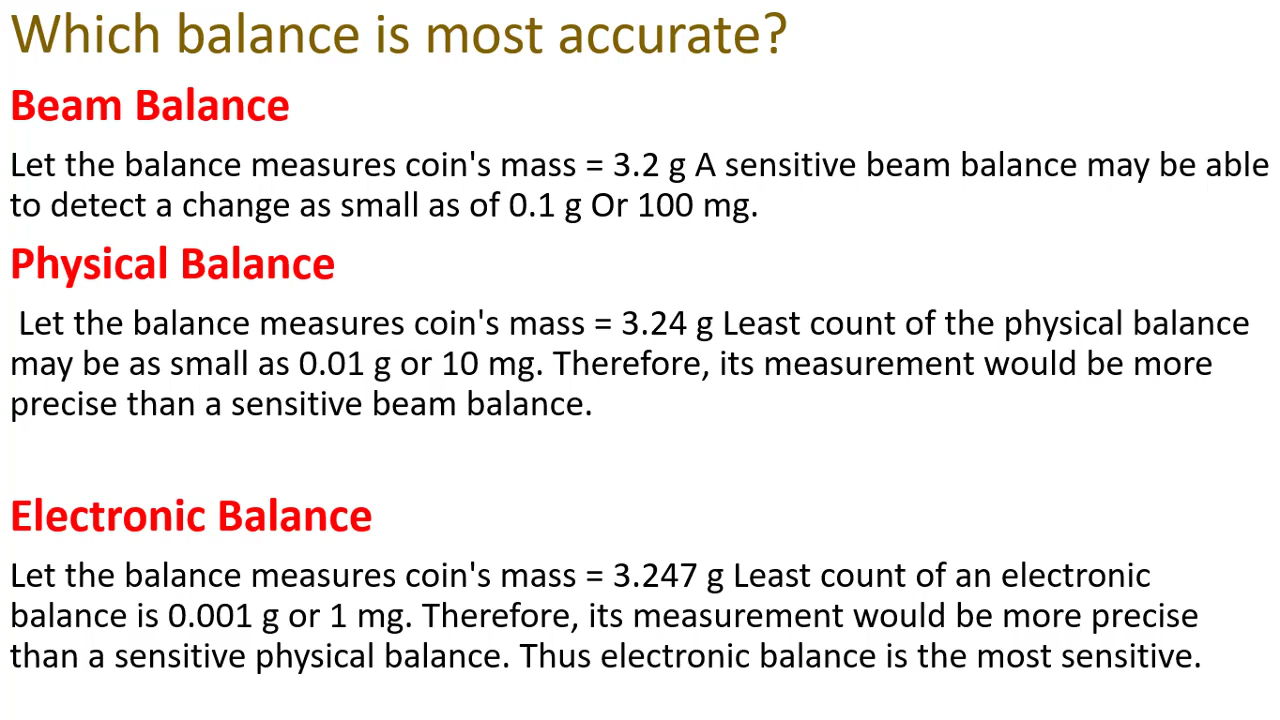 Which balance is most accurate?
Beam Balance
Let the balance measures coin's mass = 3.2 g A sensitive beam balance may be able
to detect a change as small as of 0.1 g Or 100 mg.
Physical Balance
Let the balance measures coin's mass = 3.24 g Least count of the physical balance
may be as small as 0.01 g or 10 mg. Therefore, its measurement would be more
precise than a sensitive beam balance.
Electronic Balance
Let the balance measures coin's mass = 3.247 g Least count of an electronic
balance is 0.001 g or 1 mg. Therefore, its measurement would be more precise
than a sensitive physical balance. Thus electronic balance is the most sensitive.